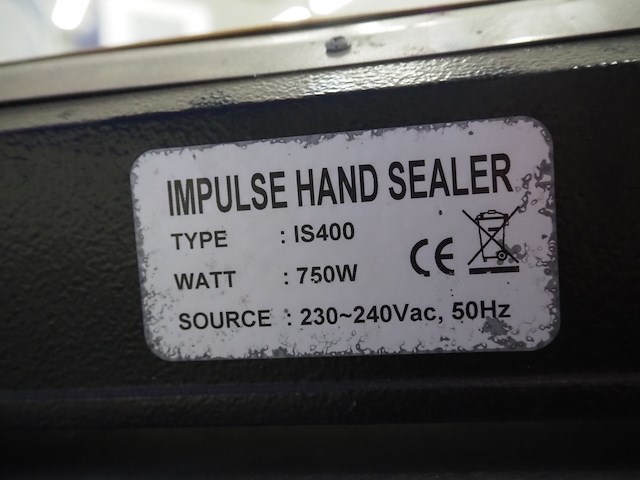 IMPULSE HAND SEALER
TYPE : IS400
WATT : 750W
CE
SOURCE : 230~240Vac, 50Hz